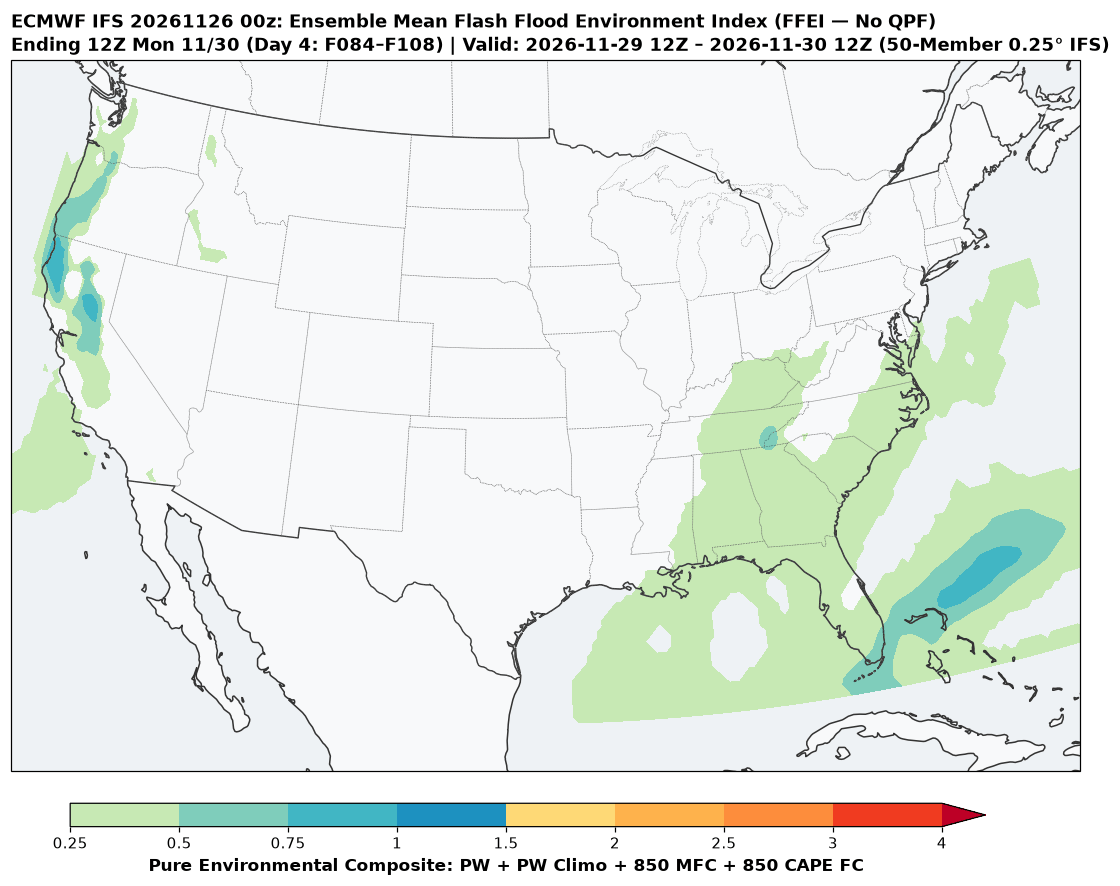 ECMWF IFS 20261126 00z: Ensemble Mean Flash Flood Environment Index (FFEI — No QPF)
Ending 12Z Mon 11/30 (Day 4: F084–F108) | Valid: 2026-11-29 12Z – 2026-11-30 12Z (50-Member 0.25° IFS)
0.25 0.5 0.75 1 1.5 2 2.5 3 4
Pure Environmental Composite: PW + PW Climo + 850 MFC + 850 CAPE FC